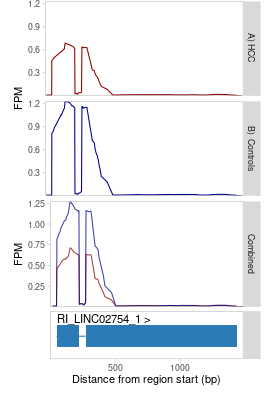 1.2
0.9
0.6
0.3
FPM
A) HCC
1.2
0.9
0.6
0.3
FPM
B) Controls
1.25
1.00
0.75
0.50
0.25
FPM
Combined
RI_LINC02754_1 >
500 1000
Distance from region start (bp)